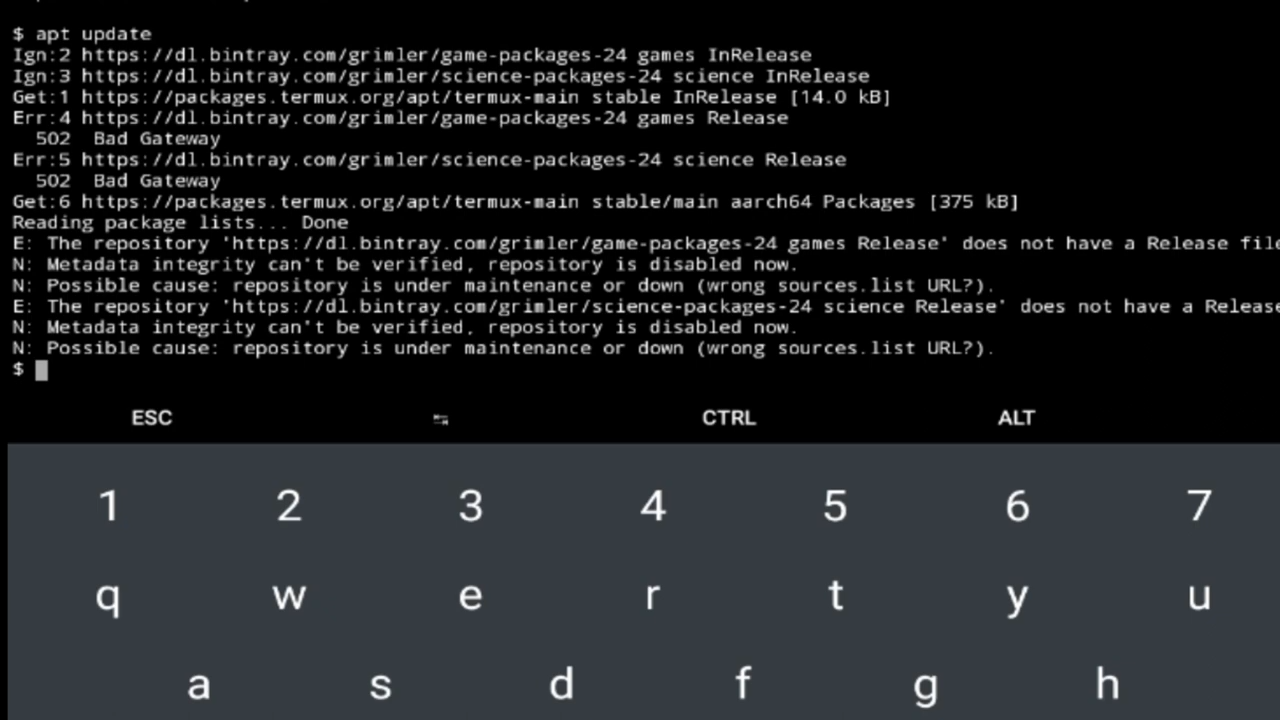 $ apt update
Ign:2 https://dl.bintray.com/grimler/game-packages-24 games InRelease
Ign:3 https://dl.bintray.com/grimler/science-packages-24 science InRelease
Get:1 https://packages.termux.org/apt/termux-main stable InRelease [14.0 kB]
Err:4 https://dl.bintray.com/grimler/game-packages-24 games Release
502  Bad Gateway
Err:5 https://dl.bintray.com/grimler/science-packages-24 science Release
502  Bad Gateway
Get:6 https://packages.termux.org/apt/termux-main stable/main aarch64 Packages [375 kB]
Reading package lists... Done
E: The repository 'https://dl.bintray.com/grimler/game-packages-24 games Release' does not have a Release file
N: Metadata integrity can't be verified, repository is disabled now.
N: Possible cause: repository is under maintenance or down (wrong sources.list URL?).
E: The repository 'https://dl.bintray.com/grimler/science-packages-24 science Release' does not have a Release
N: Metadata integrity can't be verified, repository is disabled now.
N: Possible cause: repository is under maintenance or down (wrong sources.list URL?).
$
ESC CTRL ALT
1 2 3 4 5 6 7
q w e r t y u
a s d f g h